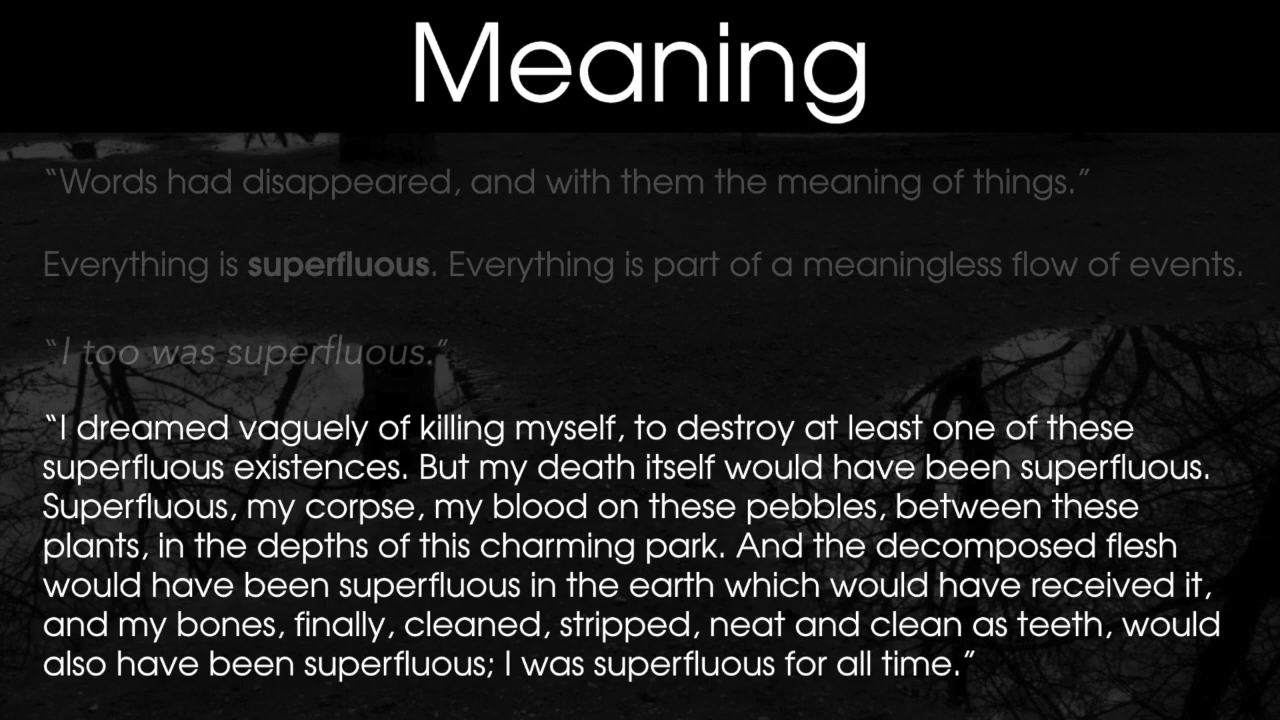 Meaning
“Words had disappeared, and with them the meaning of things.”
Everything is superfluous. Everything is part of a meaningless flow of events.
“I too was superfluous.”
“I dreamed vaguely of killing myself, to destroy at least one of these
superfluous existences. But my death itself would have been superfluous.
Superfluous, my corpse, my blood on these pebbles, between these
plants, in the depths of this charming park. And the decomposed flesh
would have been superfluous in the earth which would have received it,
and my bones, finally, cleaned, stripped, neat and clean as teeth, would
also have been superfluous; I was superfluous for all time.”